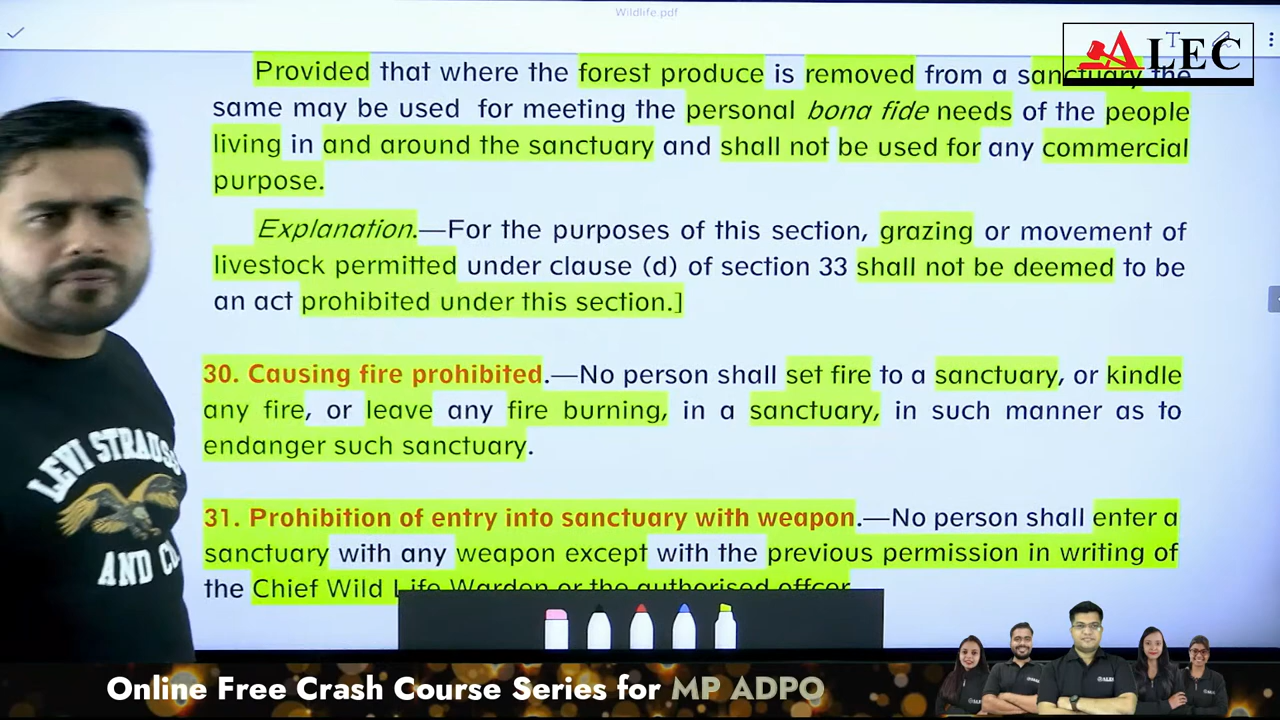 Wildlife.pdf
ALEC
Provided that where the forest produce is removed from a sanctuary the
same may be used for meeting the personal bona fide needs of the people
living in and around the sanctuary and shall not be used for any commercial
purpose.
Explanation.—For the purposes of this section, grazing or movement of
livestock permitted under clause (d) of section 33 shall not be deemed to be
an act prohibited under this section.]
30. Causing fire prohibited.—No person shall set fire to a sanctuary, or kindle
any fire, or leave any fire burning, in a sanctuary, in such manner as to
endanger such sanctuary.
31. Prohibition of entry into sanctuary with weapon.—No person shall enter a
sanctuary with any weapon except with the previous permission in writing of
the Chief Wild Life Warden or the authorised offcer
LEVI STRAUSS
AND CO
Online Free Crash Course Series for MP ADPO